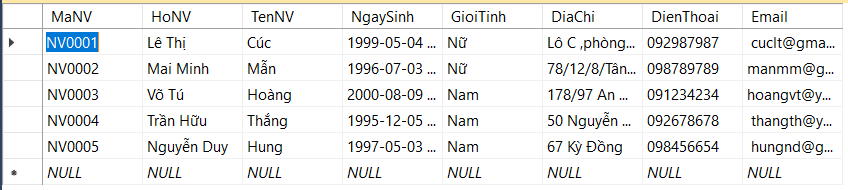 MaNV HoNV TenNV NgaySinh GioiTinh DiaChi DienThoai Email
NV0001 Lê Thị Cúc 1999-05-04 ... Nữ Lô C ,phòng... 092987987 cuclt@gma...
NV0002 Mai Minh Mẫn 1996-07-03 ... Nữ 78/12/8/Tân... 098789789 manmm@g...
NV0003 Võ Tú Hoàng 2000-08-09 ... Nam 178/97 An ... 091234234 hoangvt@y...
NV0004 Trần Hữu Thắng 1995-12-05 ... Nam 50 Nguyễn ... 092678678 thangth@y...
NV0005 Nguyễn Duy Hung 1997-05-03 ... Nam 67 Kỳ Đồng 098456654 hungnd@g...
NULL NULL NULL NULL NULL NULL NULL NULL